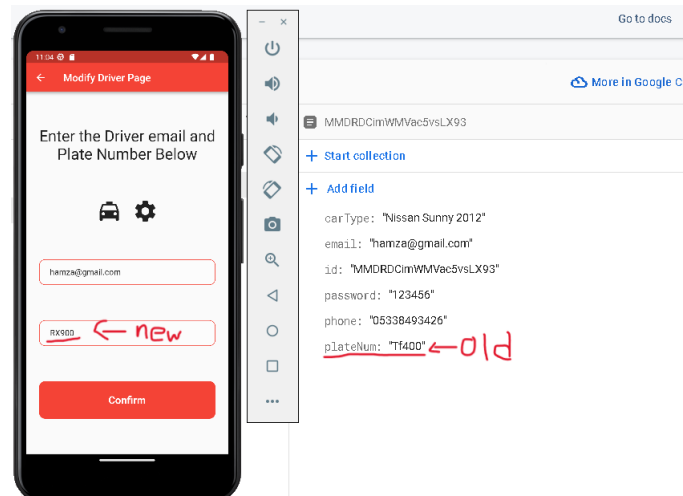 Go to docs
11:04
Modify Driver Page
More in Google C
MMDRDCimWMVac5vsLX93
Enter the Driver email and
Plate Number Below
Start collection
Add field
carType: "Nissan Sunny 2012"
email: "hamza@gmail.com"
id: "MMDRDCimWMVac5vsLX93"
password: "123456"
phone: "05338493426"
plateNum: "Tf400" old
hamza@gmail.com
RX900 new
Confirm